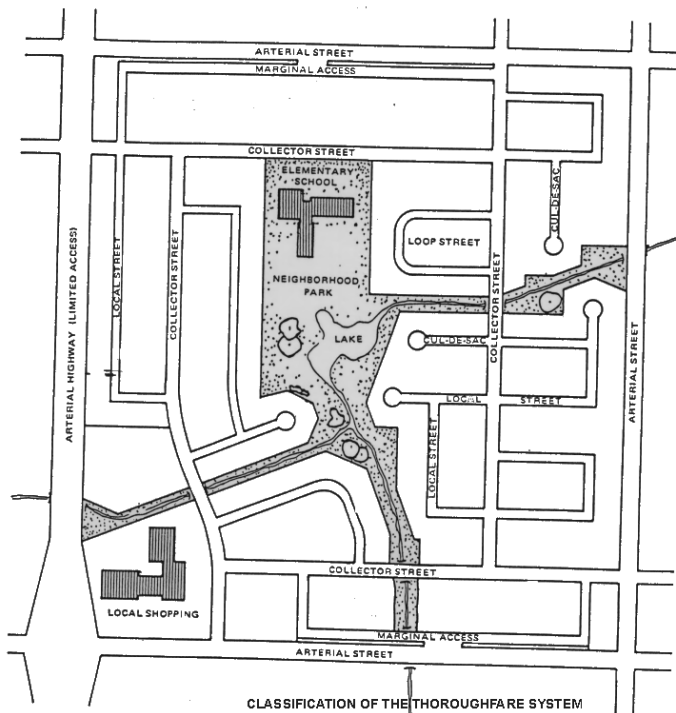 ARTERIAL STREET
MARGINAL ACCESS
COLLECTOR STREET
ELEMENTARY
SCHOOL
CUL-DE-SAC
LOOP STREET
LOCAL STREET
COLLECTOR STREET
ARTERIAL HIGHWAY (LIMITED ACCESS)
NEIGHBORHOOD
PARK
COLLECTOR STREET
LAKE
CUL-DE-SAC
ARTERIAL STREET
LOCAL STREET
LOCAL STREET
COLLECTOR STREET
LOCAL SHOPPING
MARGINAL ACCESS
ARTERIAL STREET
CLASSIFICATION OF THE THOROUGHFARE SYSTEM